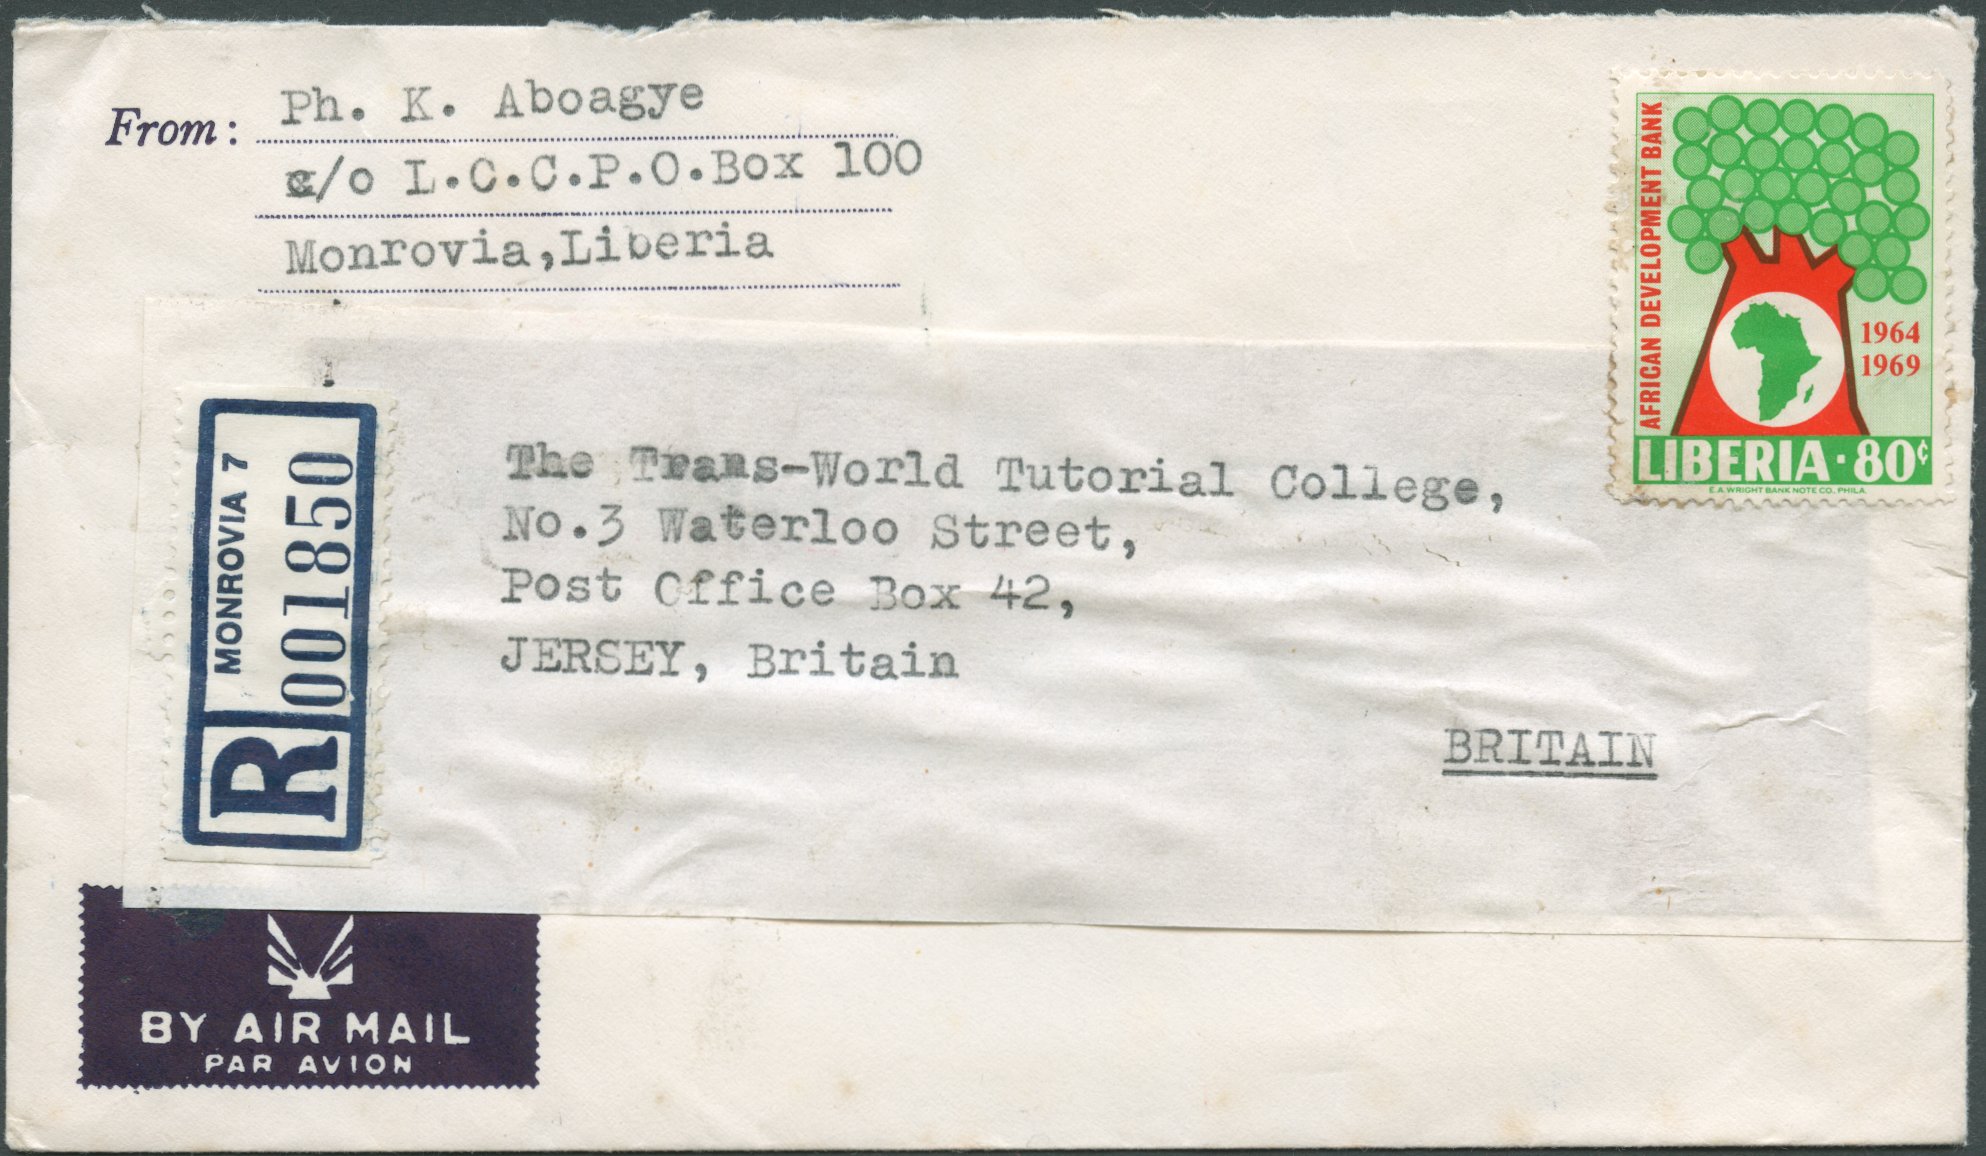 From: Ph. K. Aboagye
c/o L.C.C.P.O.Box 100
Monrovia,Liberia
AFRICAN DEVELOPMENT BANK
1964
1969
LIBERIA·80¢
E.A. WRIGHT BANK NOTE CO., PHILA.
MONROVIA 7
R 001850
The Trans-World Tutorial College,
No.3 Waterloo Street,
Post Office Box 42,
JERSEY, Britain
BRITAIN
BY AIR MAIL
PAR AVION